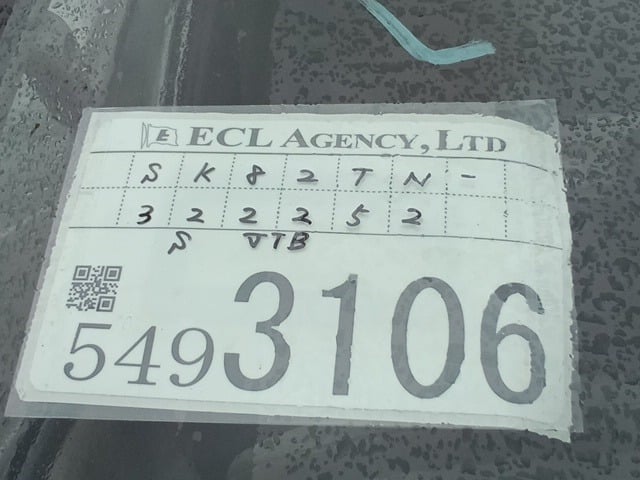 E ECL AGENCY, LTD
SK82TN-
322252
S JTB
5493106